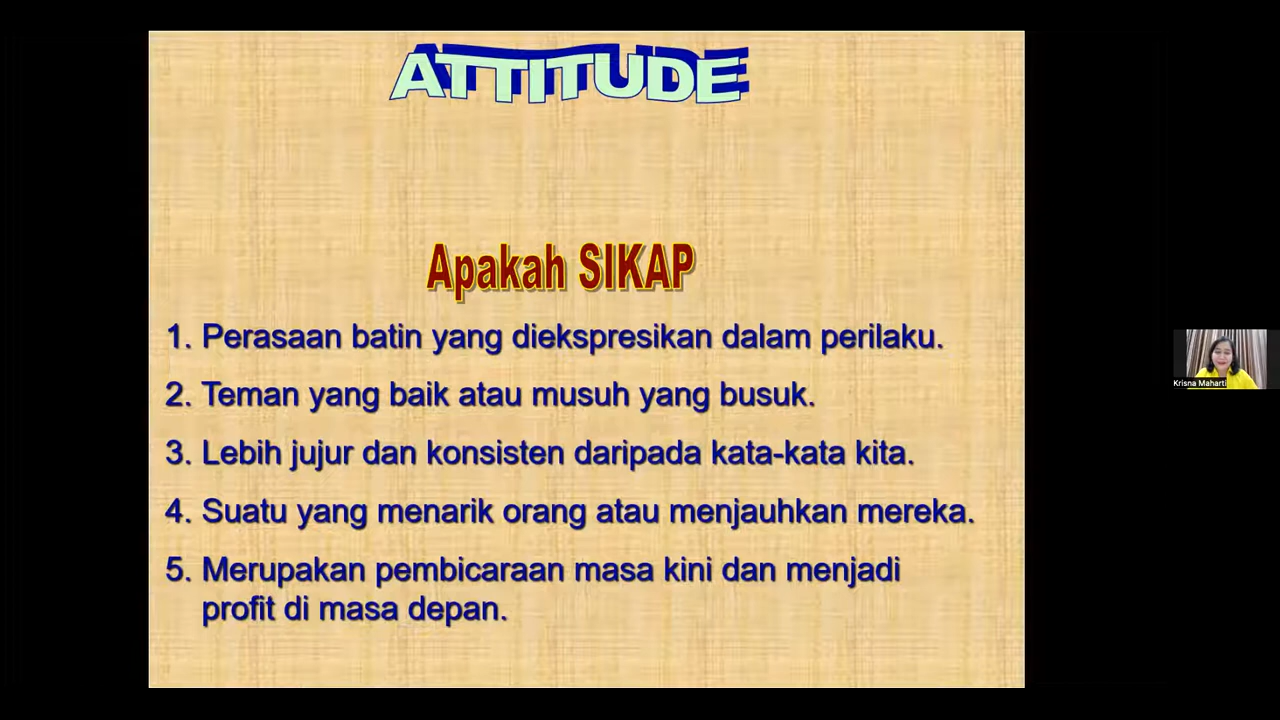 ATTITUDE
Apakah SIKAP
1. Perasaan batin yang diekspresikan dalam perilaku.
2. Teman yang baik atau musuh yang busuk.
3. Lebih jujur dan konsisten daripada kata-kata kita.
4. Suatu yang menarik orang atau menjauhkan mereka.
5. Merupakan pembicaraan masa kini dan menjadi
profit di masa depan.
Krisna Maharti